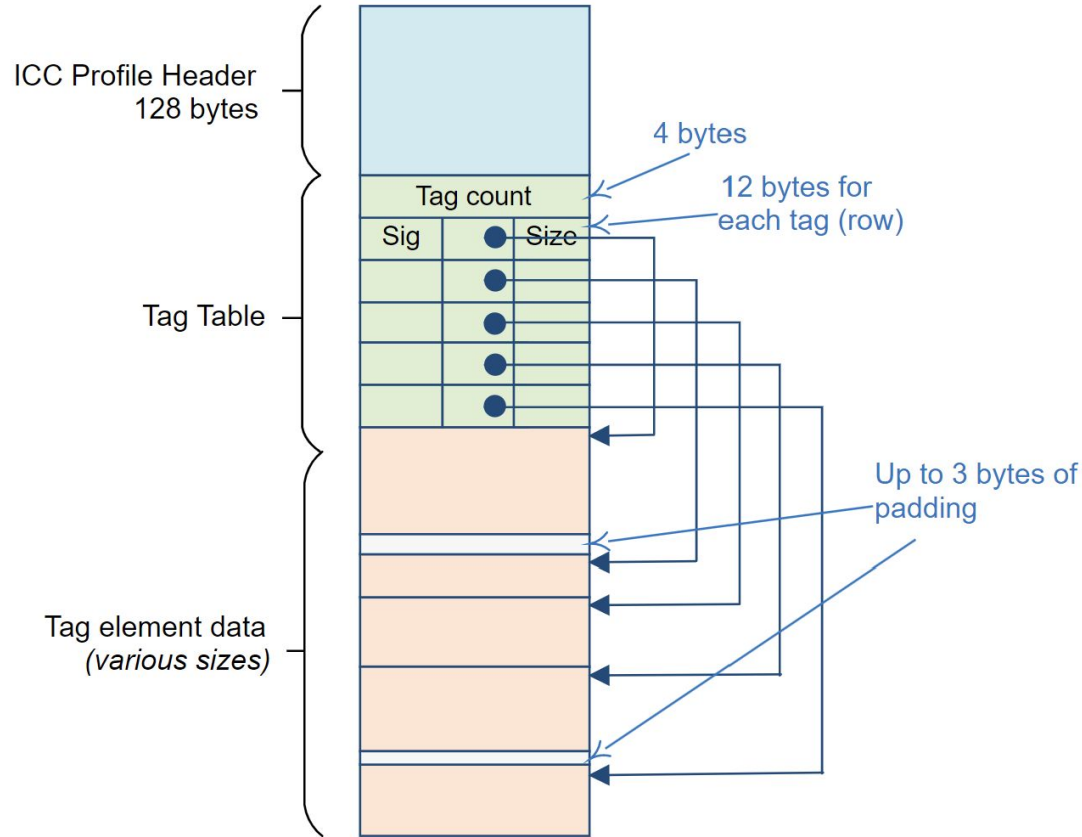 ICC Profile Header
128 bytes
4 bytes
Tag count
12 bytes for
each tag (row)
Sig
Size
Tag Table
Up to 3 bytes of
padding
Tag element data
(various sizes)